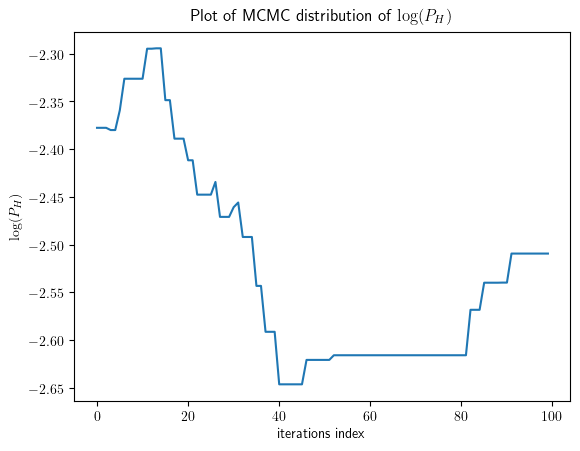 Plot of MCMC distribution of log(P_H)
−2.30
−2.35
−2.40
−2.45
−2.50
−2.55
−2.60
−2.65
log(P_H)
0 20 40 60 80 100
iterations index